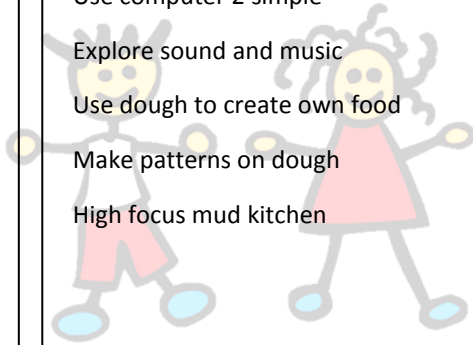 Use computer 2 simple
Explore sound and music
Use dough to create own food
Make patterns on dough
High focus mud kitchen